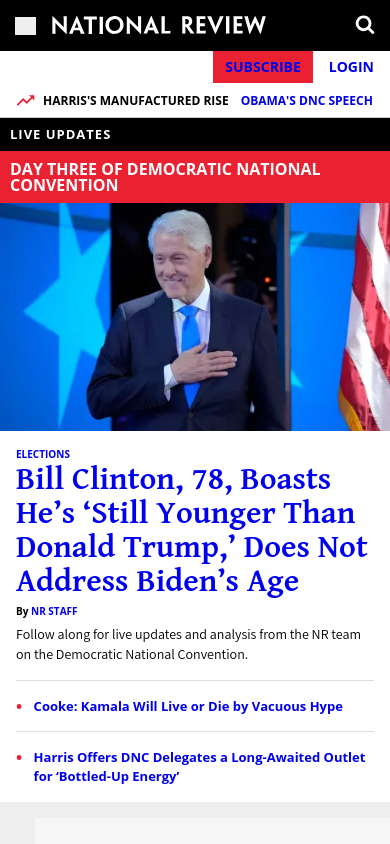 NATIONAL REVIEW
SUBSCRIBE LOGIN
HARRIS'S MANUFACTURED RISE OBAMA'S DNC SPEECH
LIVE UPDATES
DAY THREE OF DEMOCRATIC NATIONAL
CONVENTION
ELECTIONS
Bill Clinton, 78, Boasts
He’s ‘Still Younger Than
Donald Trump,’ Does Not
Address Biden’s Age
By NR STAFF
Follow along for live updates and analysis from the NR team
on the Democratic National Convention.
• Cooke: Kamala Will Live or Die by Vacuous Hype
• Harris Offers DNC Delegates a Long-Awaited Outlet
for ‘Bottled-Up Energy’